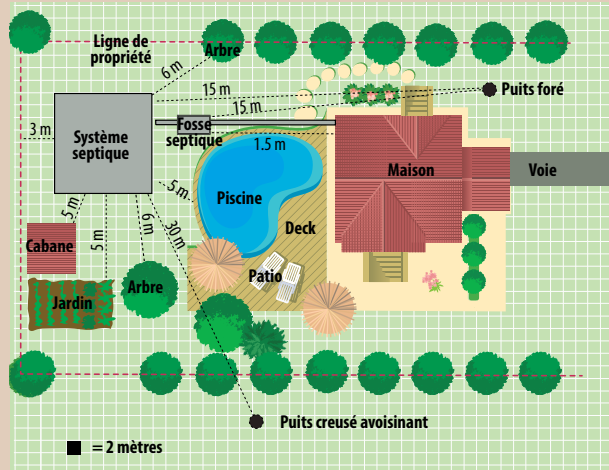 Ligne de
propriété
Arbre
6 m
15 m
15 m
Puits foré
3 m
Système
septique
Fosse
septique
1.5 m
Maison
Voie
5 m
Piscine
Deck
5 m
5 m
6 m
30 m
Cabane
Patio
Jardin
Arbre
Puits creusé avoisinant
= 2 mètres